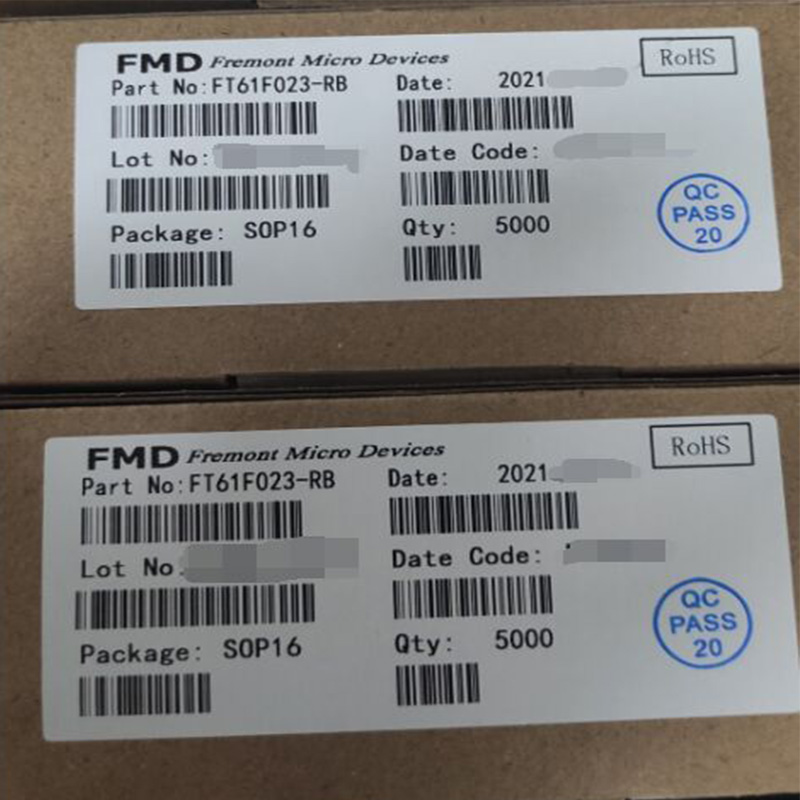 FMD Fremont Micro Devices
RoHS
Part No:FT61F023-RB Date: 2021
Lot No: Date Code:
Package: SOP16 Qty: 5000
QC
PASS
20
FMD Fremont Micro Devices
RoHS
Part No:FT61F023-RB Date: 2021
Lot No: Date Code:
Package: SOP16 Qty: 5000
QC
PASS
20